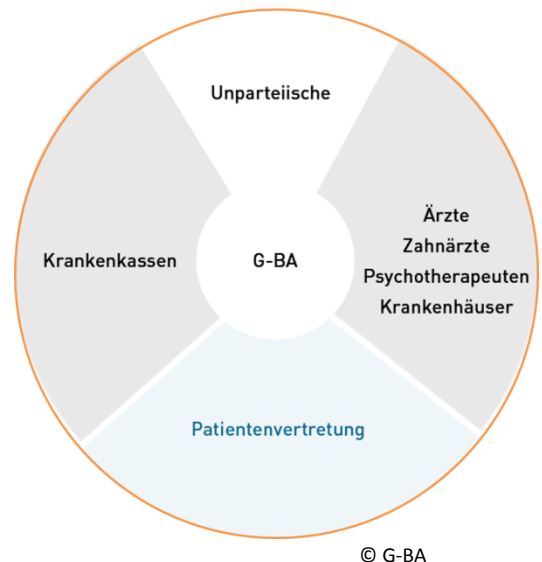 Unparteiische
Krankenkassen
G-BA
Ärzte
Zahnärzte
Psychotherapeuten
Krankenhäuser
Patientenvertretung
© G-BA